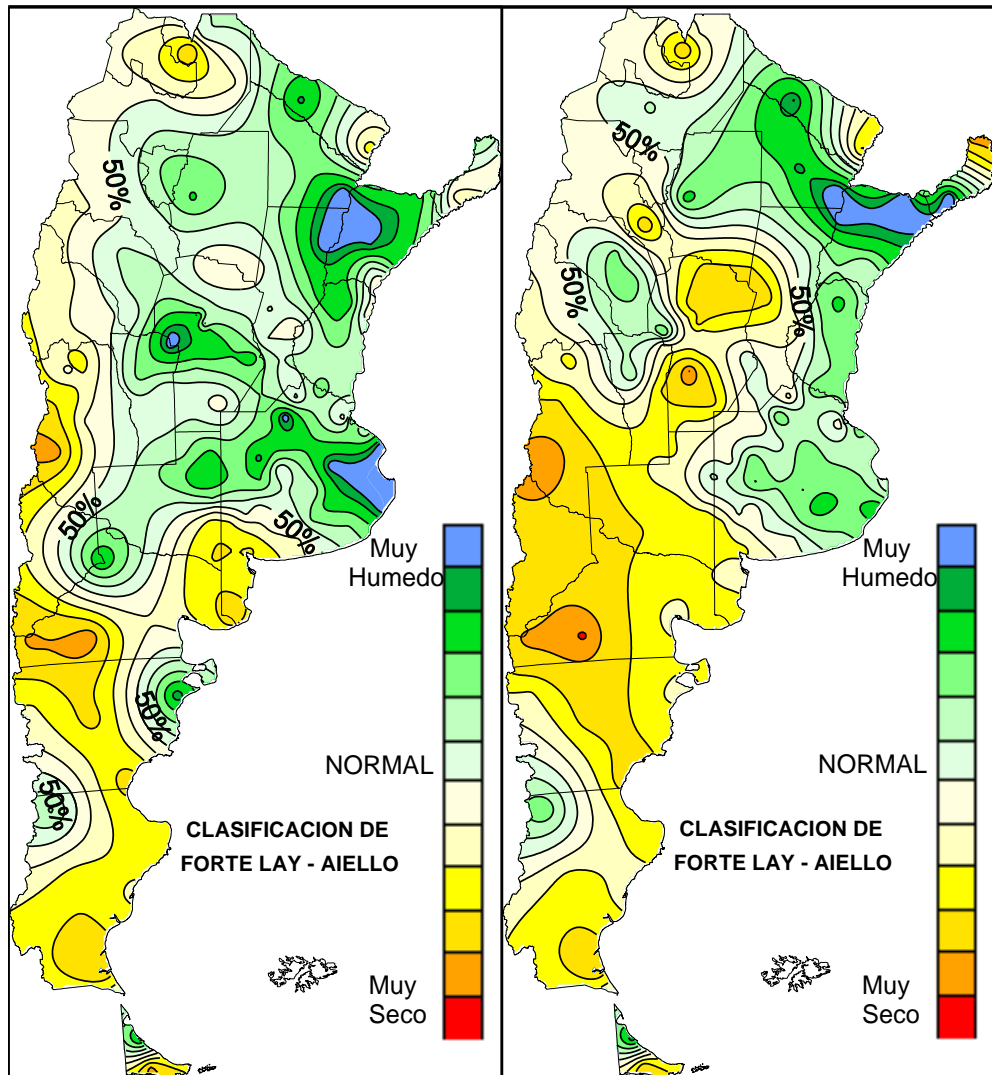 50%
50%
50%
50%
50%
50%
Muy
Humedo
NORMAL
CLASIFICACION DE
FORTE LAY - AIELLO
Muy
Seco
50%
50%
50%
Muy
Humedo
NORMAL
CLASIFICACION DE
FORTE LAY - AIELLO
Muy
Seco